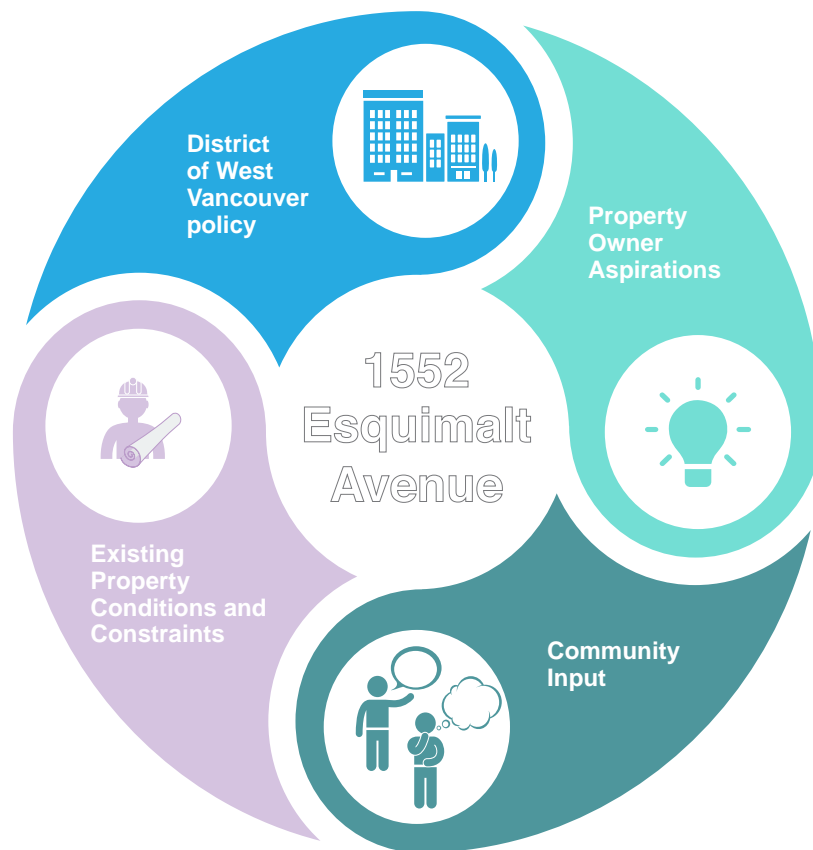 District
of West
Vancouver
policy
Property
Owner
Aspirations
1552
Esquimalt
Avenue
Existing
Property
Conditions and
Constraints
Community
Input